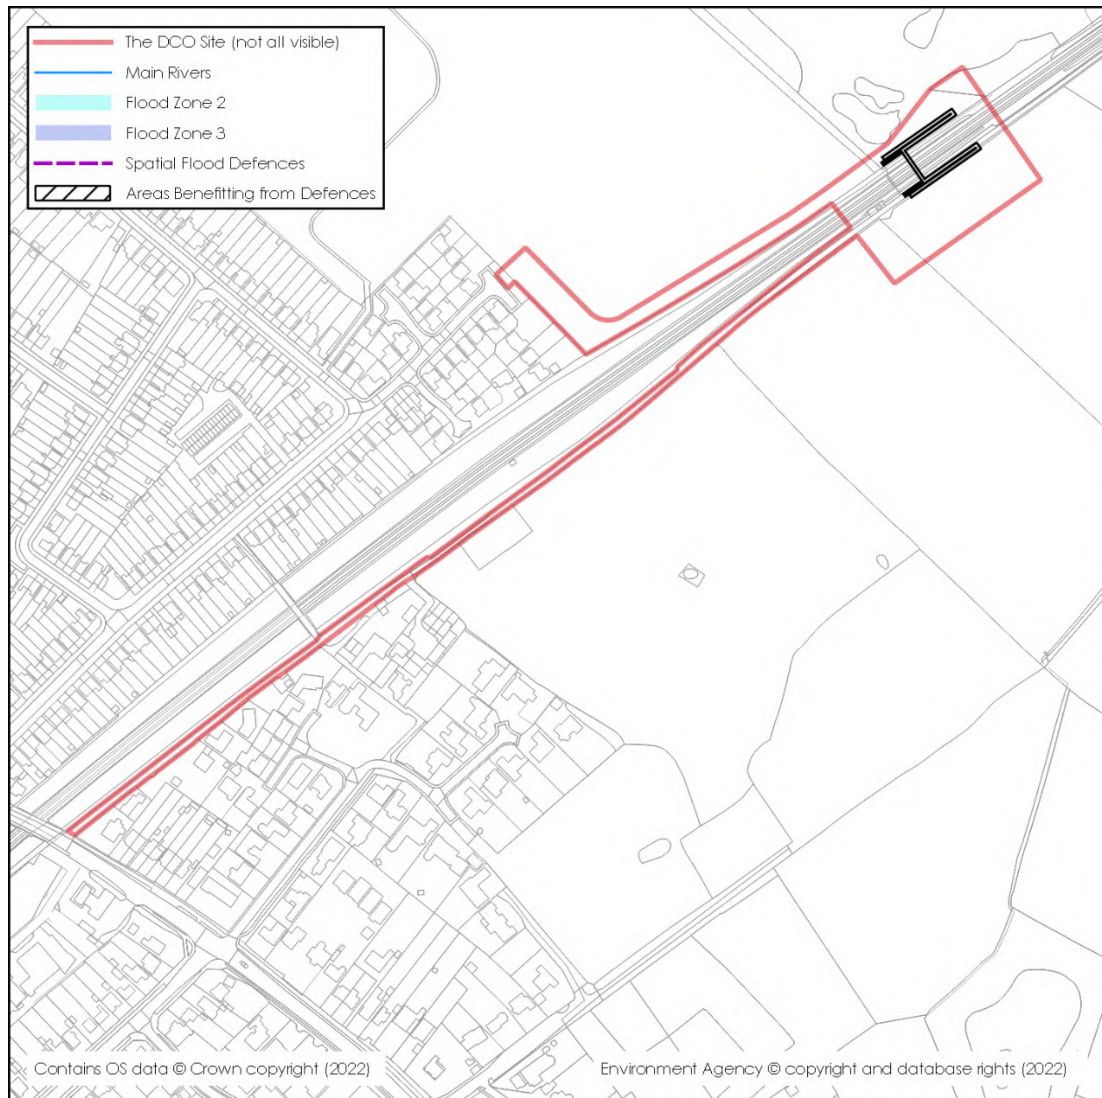 The DCO Site (not all visible)
Main Rivers
Flood Zone 2
Flood Zone 3
Spatial Flood Defences
Areas Benefitting from Defences
Contains OS data © Crown copyright (2022)
Environment Agency © copyright and database rights (2022)